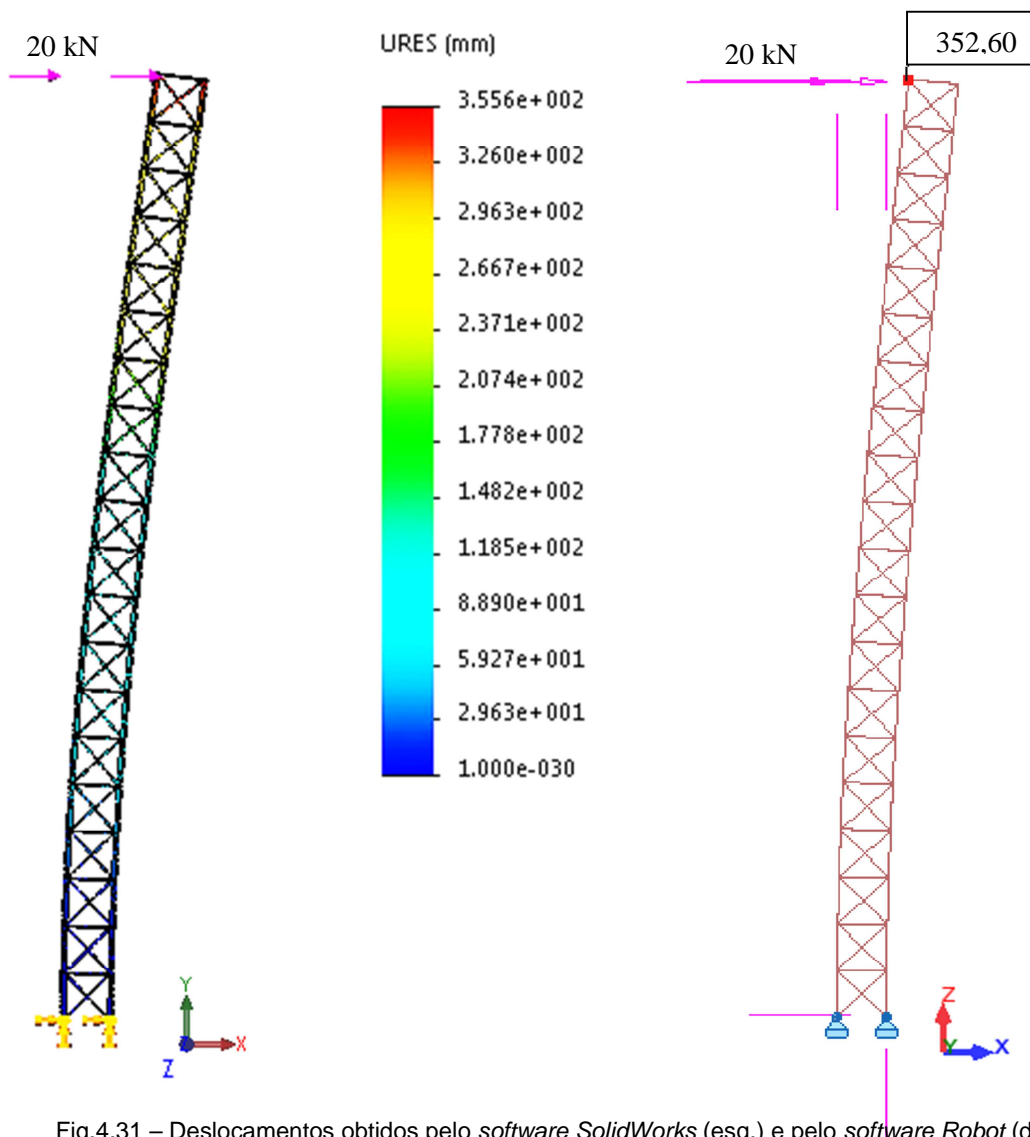 20 kN
URES (mm)
3.556e+002
3.260e+002
2.963e+002
2.667e+002
2.371e+002
2.074e+002
1.778e+002
1.482e+002
1.185e+002
8.890e+001
5.927e+001
2.963e+001
1.000e-030
Y
X
Z
20 kN
352,60
Z
Y
X
Fig.4.31 – Deslocamentos obtidos pelo software SolidWorks (esq.) e pelo software Robot (